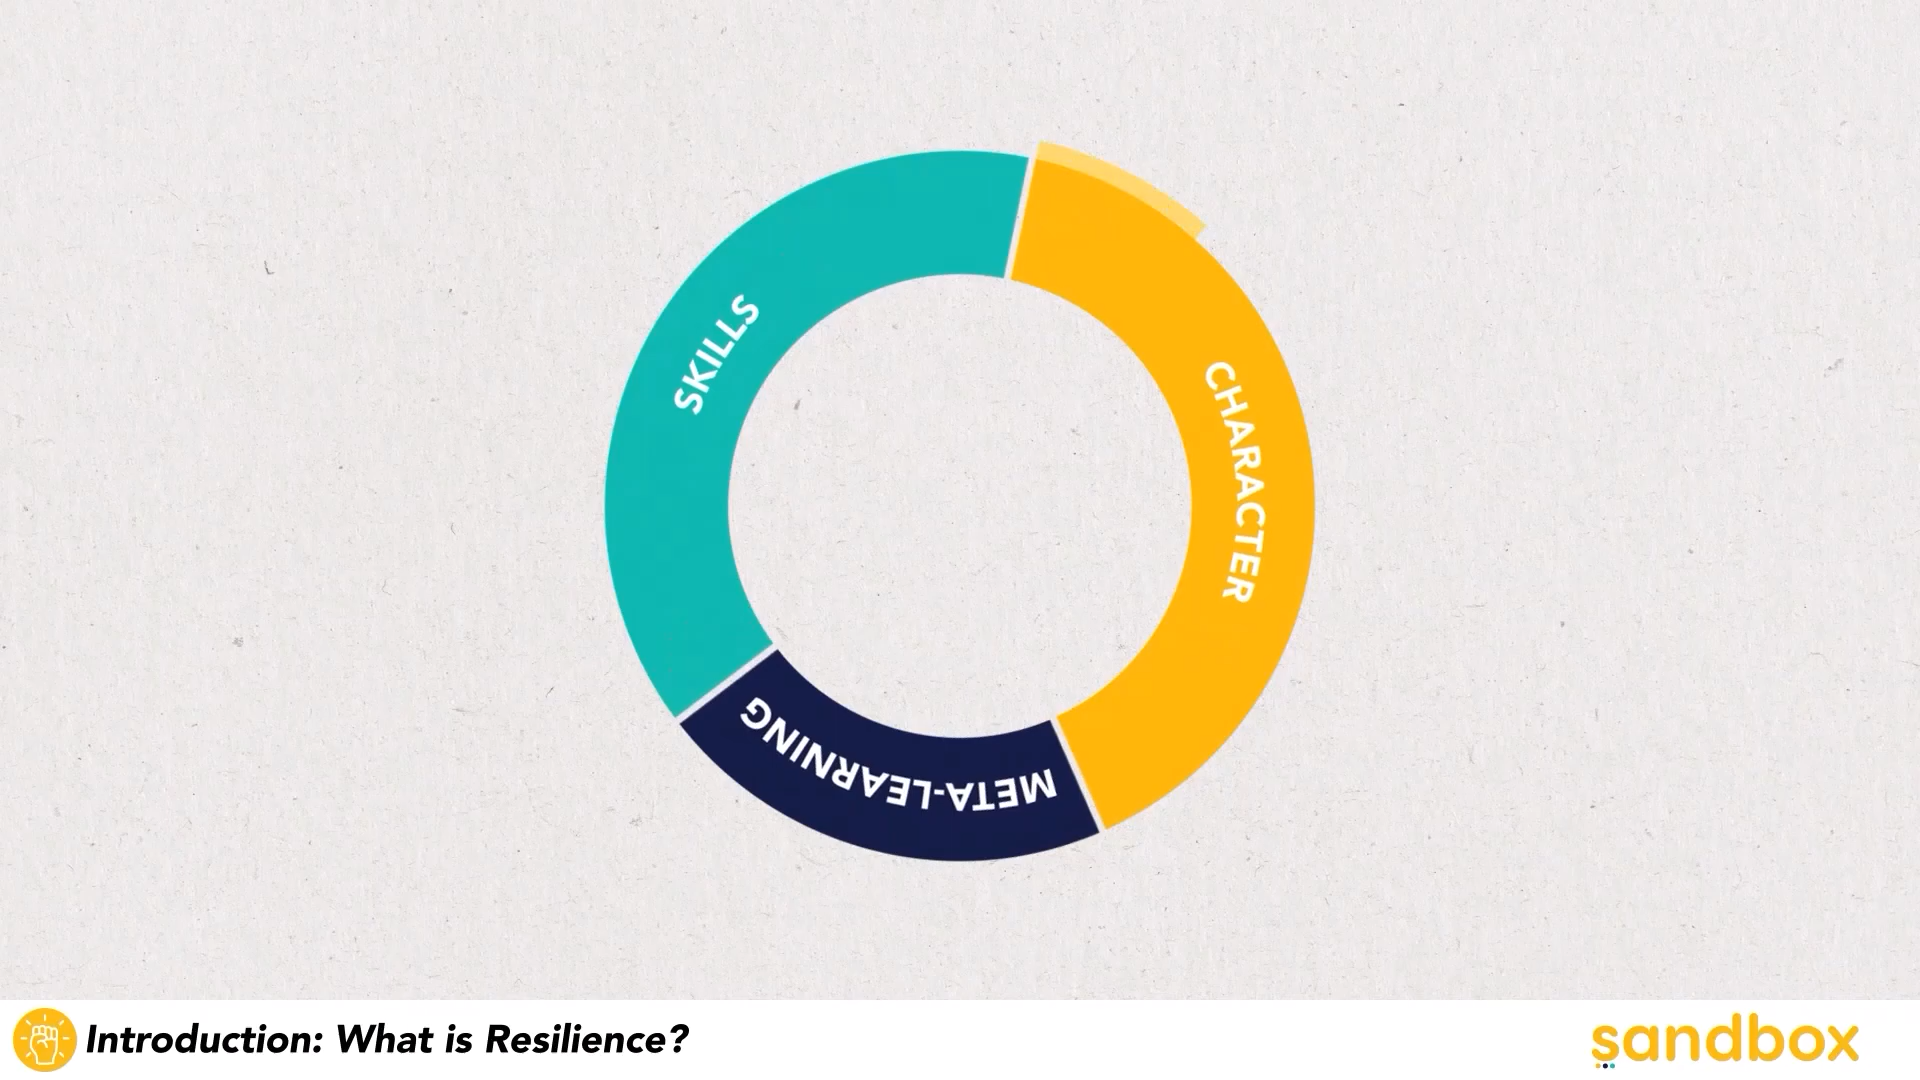 SKILLS
CHARACTER
META-LEARNING
Introduction: What is Resilience?
sandbox